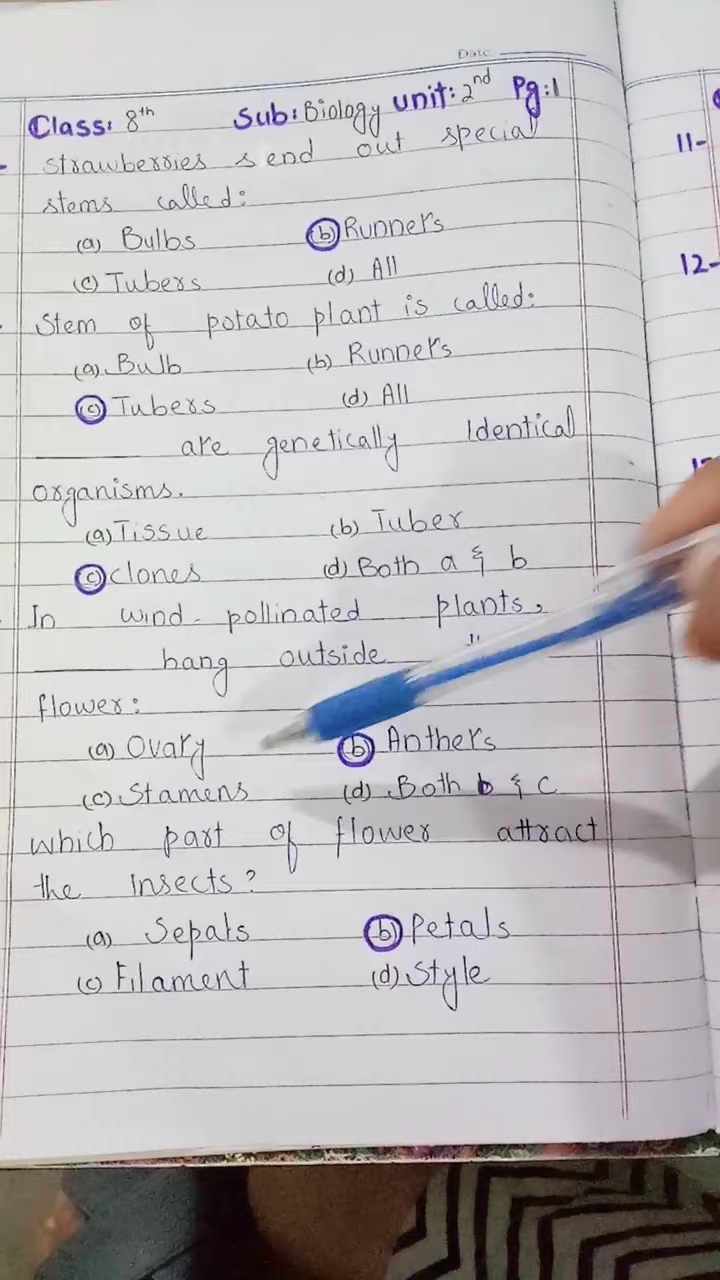 Date
Class: 8th Sub: Biology unit: 2nd Pg: 1
strawberries send out special
stems called:
(a) Bulbs (b) Runners
(c) Tubers (d) All
Stem of potato plant is called:
(a) Bulb (b) Runners
(c) Tubers (d) All
are genetically Identical
organisms.
(a) Tissue (b) Tuber
(c) clones (d) Both a & b
In wind-pollinated plants,
hang outside
flower:
(a) Ovary (b) Anthers
(c) Stamens (d) Both b & c
which part of flower attract
the insects?
(a) Sepals (b) Petals
(c) Filament (d) Style
11-
12-